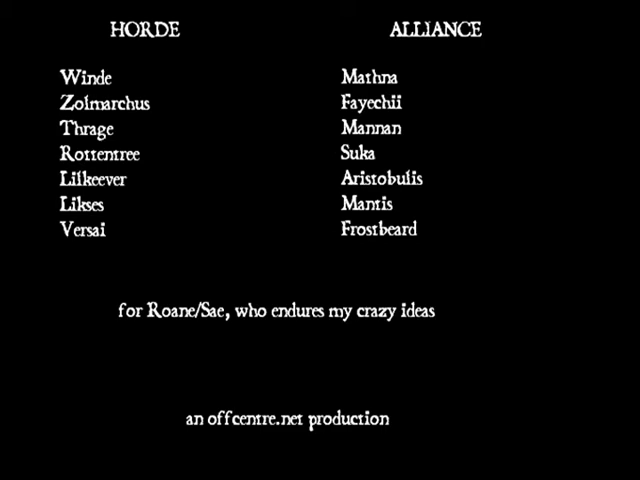 HORDE ALLIANCE
Winde Mathna
Zolmarchus Fayechii
Thrage Mannan
Rottentree Suka
Lilkeever Aristobulis
Likses Mantis
Versai Frostbeard
for Roane/Sae, who endures my crazy ideas
an offcentre.net production